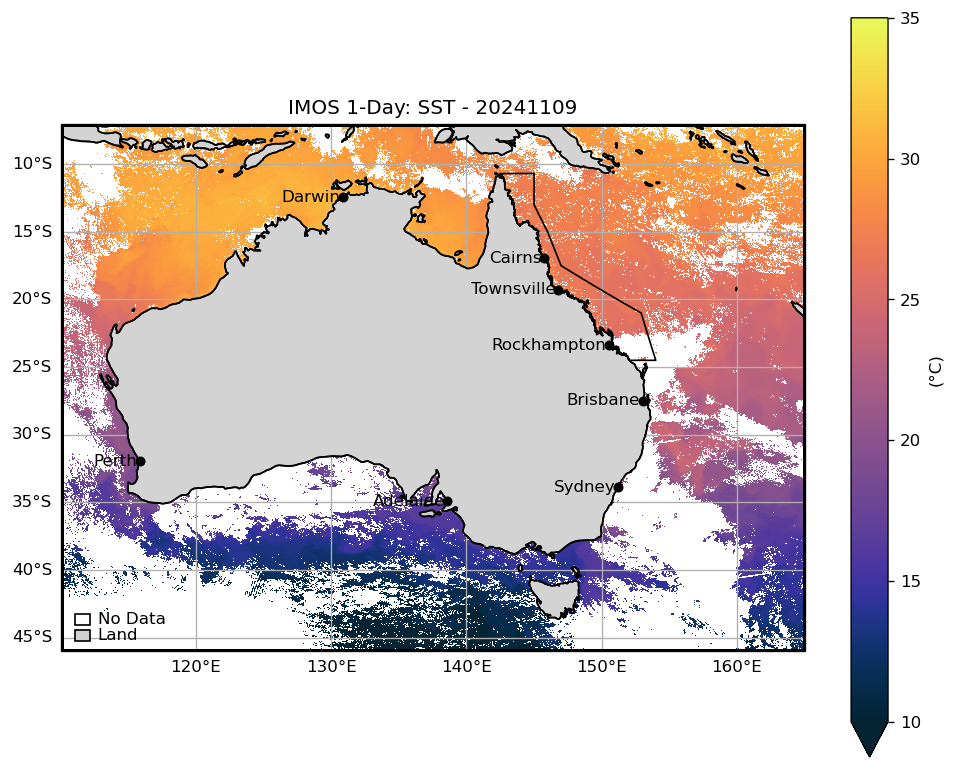 IMOS 1-Day: SST - 20241109
35
30
25
20
15
10
(°C)
10°S
15°S
20°S
25°S
30°S
35°S
40°S
45°S
Darwin
Cairns
Townsville
Rockhampton
Brisbane
Perth
Sydney
Adelaide
No Data
Land
120°E
130°E
140°E
150°E
160°E